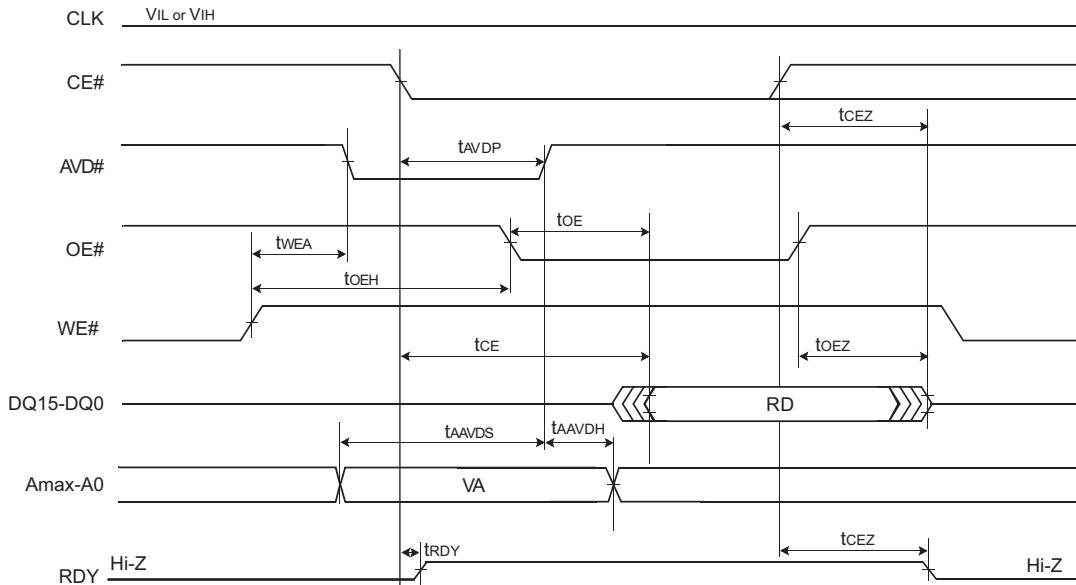 CLK VIL or VIH
CE#
tCEZ
tAVDP
AVD#
tOE
OE#
tWEA
tOEH
WE#
tCE
tOEZ
DQ15-DQ0 RD
tAAVDS tAAVDH
Amax-A0 VA
tCEZ
tRDY
Hi-Z Hi-Z
RDY